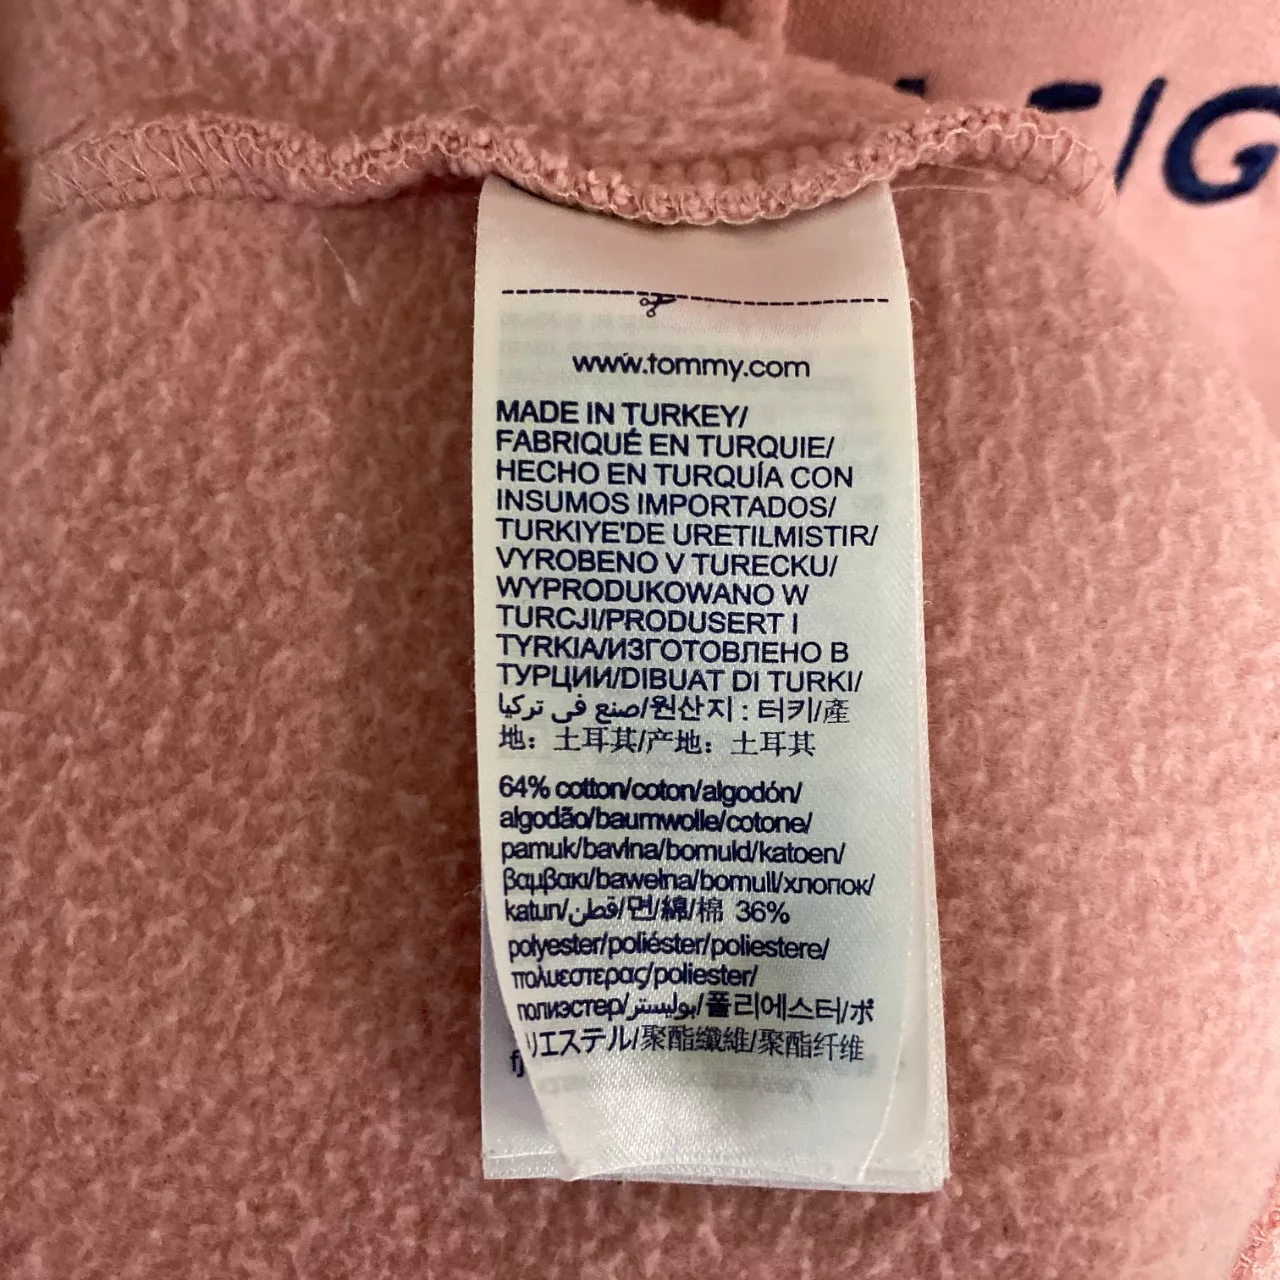 FIG
www.tommy.com
MADE IN TURKEY/
FABRIQUÉ EN TURQUIE/
HECHO EN TURQUÍA CON
INSUMOS IMPORTADOS/
TURKIYE'DE URETILMISTIR/
VYROBENO V TURECKU/
WYPRODUKOWANO W
TURCJI/PRODUSERT I
TYRKIA/ИЗГОТОВЛЕНО В
ТУРЦИИ/DIBUAT DI TURKI/
صنع في تركيا/원산지 : 터키/產
地：土耳其/产地：土耳其
64% cotton/coton/algodón/
algodão/baumwolle/cotone/
pamuk/bavlna/bomuld/katoen/
βαμβακι/bawełna/bomull/хлопок/
katun/قطن/면/綿/棉 36%
polyester/poliéster/poliestere/
πολυεστερας/poliester/
полиэстер/بوليستر/폴리에스터/ポ
リエステル/聚酯纖維/聚酯纤维